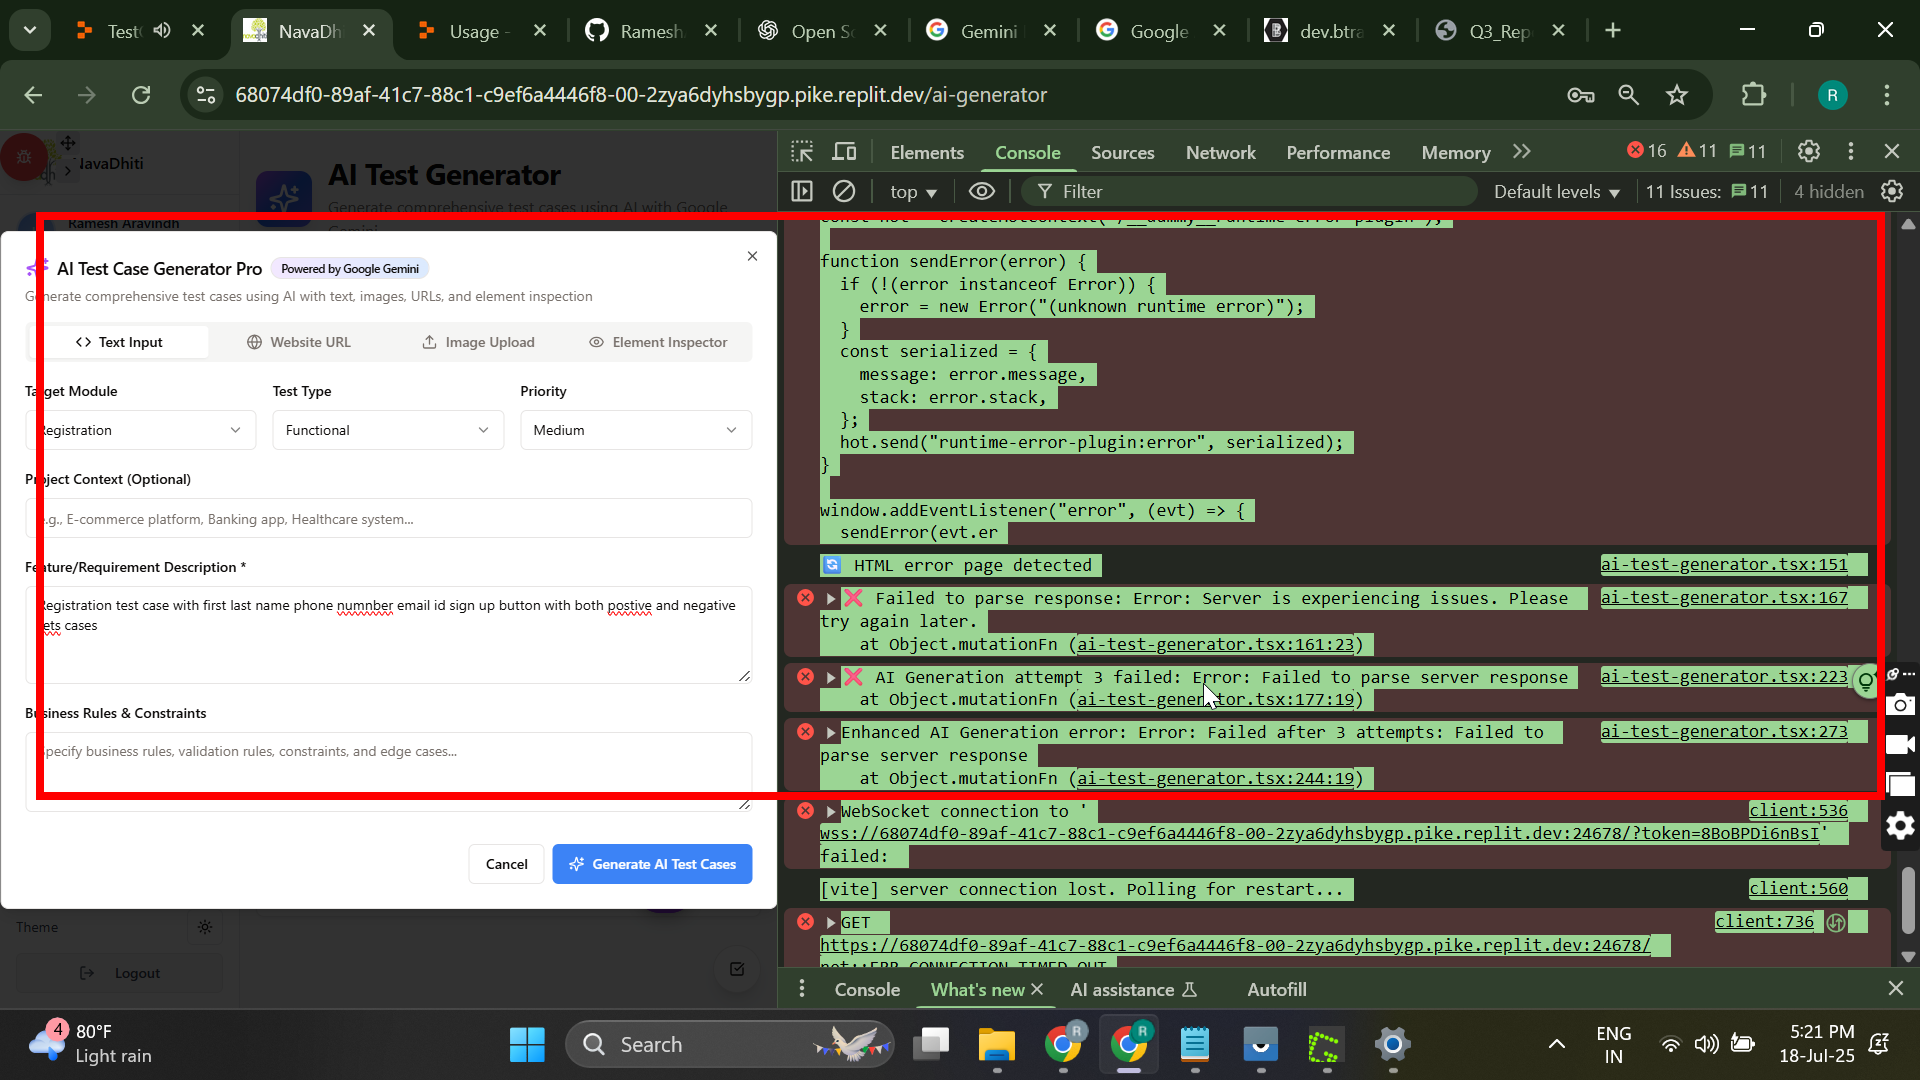 Test
NavaDh
Usage -
Ramesh
Open So
Gemini
Google
dev.btra
Q3_Rep
68074df0-89af-41c7-88c1-c9ef6a4446f8-00-2zya6dyhsbygp.pike.replit.dev/ai-generator
R
NavaDhiti
Ramesh Aravindh
AI Test Generator
Generate comprehensive test cases using AI with Google
Gemini
AI Test Case Generator Pro
Powered by Google Gemini
Generate comprehensive test cases using AI with text, images, URLs, and element inspection
Text Input
Website URL
Image Upload
Element Inspector
Target Module
Test Type
Priority
Registration
Functional
Medium
Project Context (Optional)
e.g., E-commerce platform, Banking app, Healthcare system...
Feature/Requirement Description *
Registration test case with first last name phone numnber email id sign up button with both postive and negative
tets cases
Business Rules & Constraints
Specify business rules, validation rules, constraints, and edge cases...
Cancel
Generate AI Test Cases
Theme
Logout
Elements
Console
Sources
Network
Performance
Memory
16
11
11
top
Filter
Default levels
11 Issues:
11
4 hidden
const hot = createHotContext("/__dummy__runtime-error-plugin");
function sendError(error) {
if (!(error instanceof Error)) {
error = new Error("(unknown runtime error)");
}
const serialized = {
message: error.message,
stack: error.stack,
};
hot.send("runtime-error-plugin:error", serialized);
}
window.addEventListener("error", (evt) => {
sendError(evt.er
HTML error page detected ai-test-generator.tsx:151
Failed to parse response: Error: Server is experiencing issues. Please ai-test-generator.tsx:167
try again later.
at Object.mutationFn (ai-test-generator.tsx:161:23)
AI Generation attempt 3 failed: Error: Failed to parse server response ai-test-generator.tsx:223
at Object.mutationFn (ai-test-generator.tsx:177:19)
Enhanced AI Generation error: Error: Failed after 3 attempts: Failed to ai-test-generator.tsx:273
parse server response
at Object.mutationFn (ai-test-generator.tsx:244:19)
WebSocket connection to ' client:536
wss://68074df0-89af-41c7-88c1-c9ef6a4446f8-00-2zya6dyhsbygp.pike.replit.dev:24678/?token=8BoBPDi6nBsI'
failed:
[vite] server connection lost. Polling for restart... client:560
GET client:736
https://68074df0-89af-41c7-88c1-c9ef6a4446f8-00-2zya6dyhsbygp.pike.replit.dev:24678/
net::ERR_CONNECTION_TIMED_OUT
Console
What's new
AI assistance
Autofill
4
80°F
Light rain
Search
R
R
ENG
IN
5:21 PM
18-Jul-25